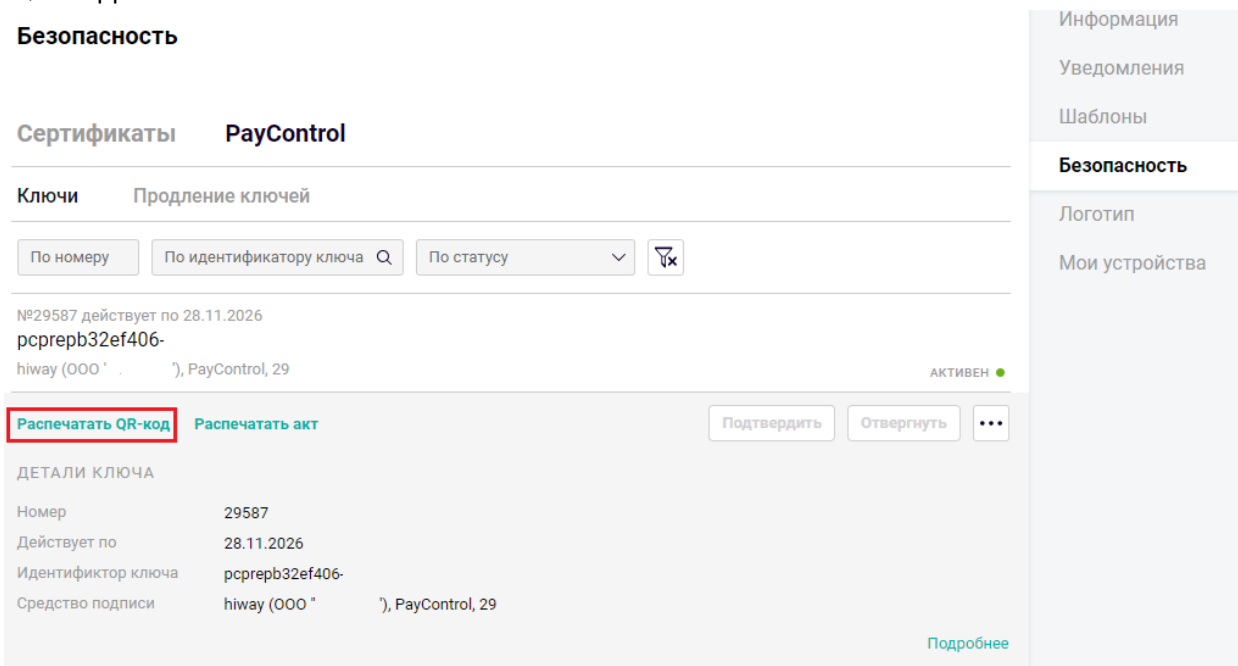 Безопасность
Сертификаты PayControl
Ключи Продление ключей
По номеру По идентификатору ключа По статусу
№29587 действует по 28.11.2026
pcprepb32ef406-
hiway (ООО " "), PayControl, 29
АКТИВЕН
Распечатать QR-код Распечатать акт Подтвердить Отвергнуть •••
ДЕТАЛИ КЛЮЧА
Номер 29587
Действует по 28.11.2026
Идентификтор ключа pcprepb32ef406-
Средство подписи hiway (ООО " "), PayControl, 29
Подробнее
Информация
Уведомления
Шаблоны
Безопасность
Логотип
Мои устройства